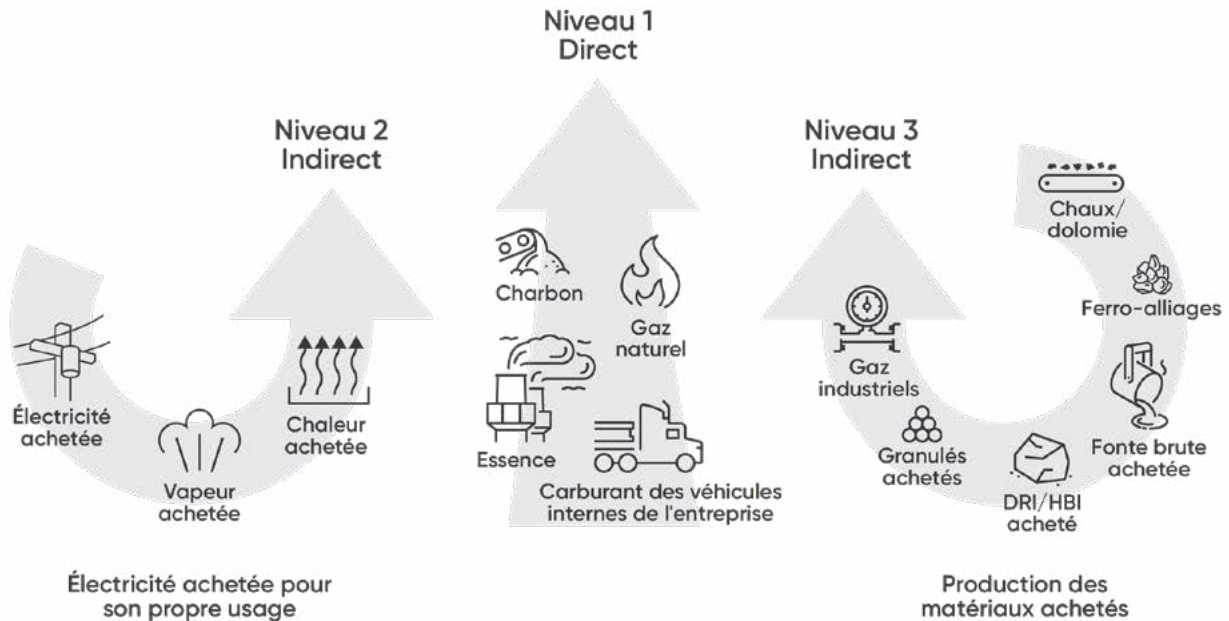 Niveau 1
Direct
Niveau 2
Indirect
Niveau 3
Indirect
Électricité
achetée
Vapeur
achetée
Chaleur
achetée
Électricité achetée pour
son propre usage
Charbon
Gaz
naturel
Essence
Carburant des véhicules
internes de l'entreprise
Chaux/
dolomie
Ferro-alliages
Fonte brute
achetée
DRI/HBI
acheté
Granulés
achetés
Gaz
industriels
Production des
matériaux achetés